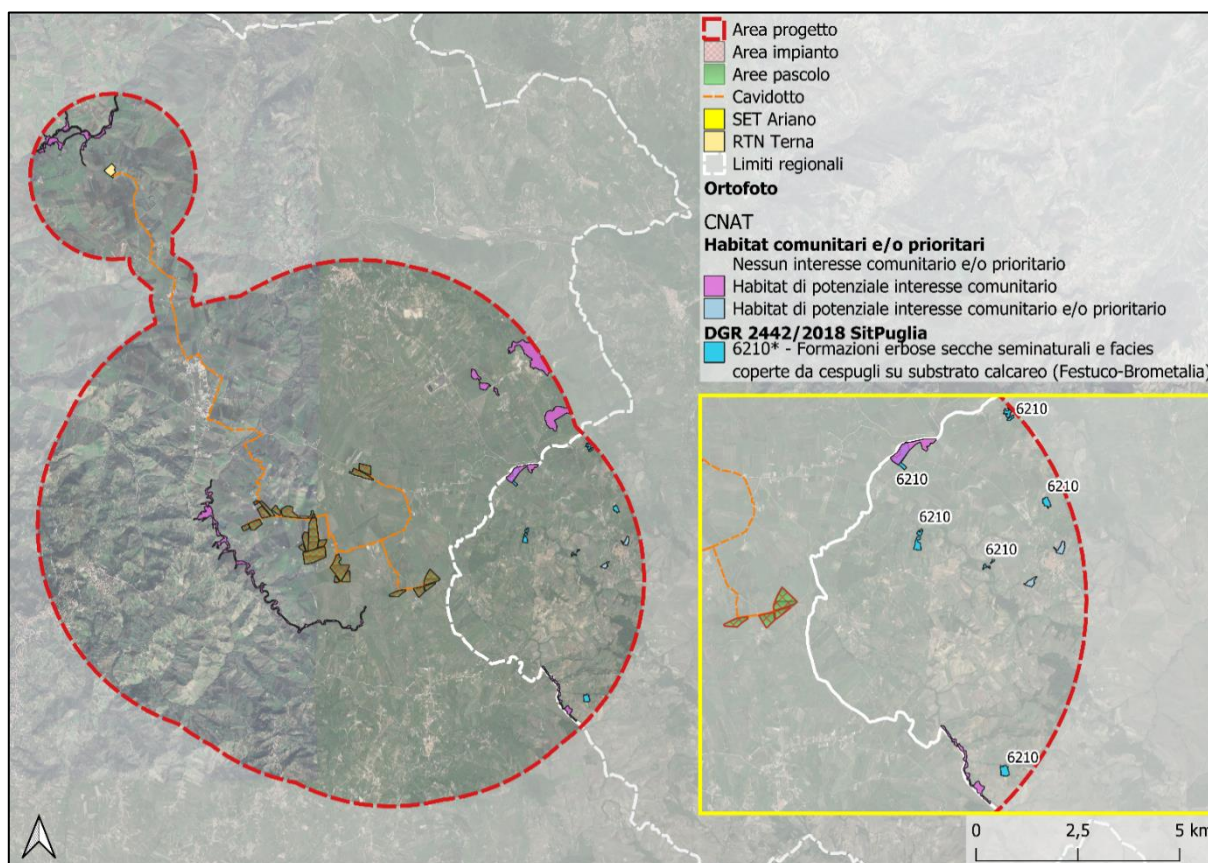 Area progetto
Area impianto
Aree pascolo
Cavidotto
SET Ariano
RTN Terna
Limiti regionali
Ortofoto
CNAT
Habitat comunitari e/o prioritari
Nessun interesse comunitario e/o prioritario
Habitat di potenziale interesse comunitario
Habitat di potenziale interesse comunitario e/o prioritario
DGR 2442/2018 SitPuglia
6210* - Formazioni erbose secche seminaturali e facies
coperte da cespugli su substrato calcareo (Festuco-Brometalia)
6210
6210
6210
6210
6210
6210
0 2,5 5 km